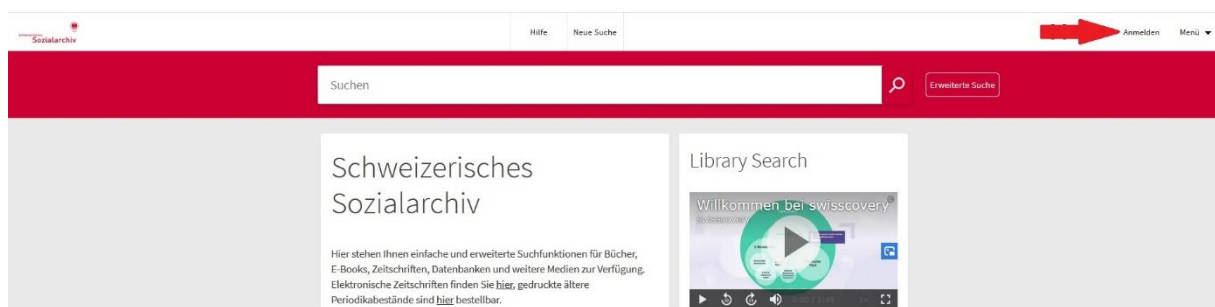 Sozialarchiv
Hilfe
Neue Suche
Anmelden
Menü
Suchen
Erweiterte Suche
Schweizerisches
Sozialarchiv
Hier stehen Ihnen einfache und erweiterte Suchfunktionen für Bücher,
E-Books, Zeitschriften, Datenbanken und weitere Medien zur Verfügung.
Elektronische Zeitschriften finden Sie hier, gedruckte ältere
Periodikabestände sind hier bestellbar.
Library Search
Willkommen bei swisscovery